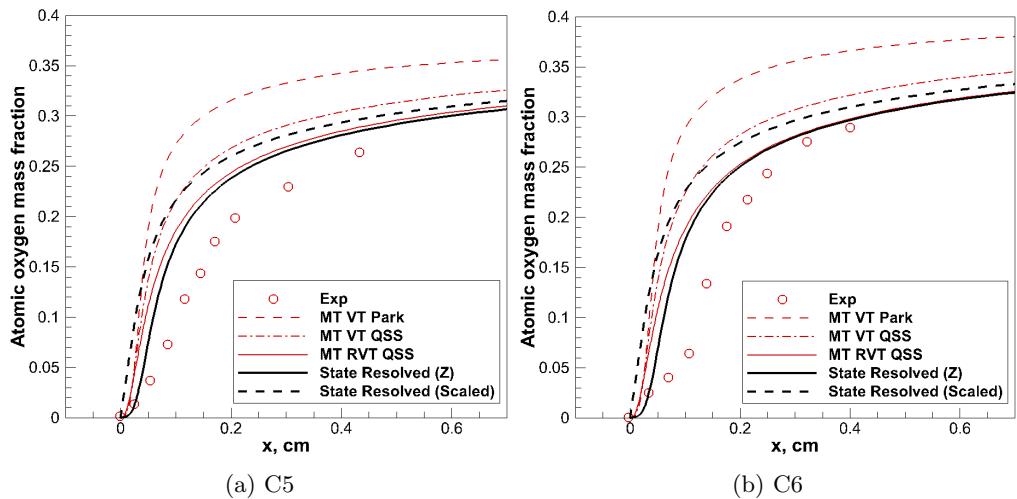 Atomic oxygen mass fraction
0.4
0.35
0.3
0.25
0.2
0.15
0.1
0.05
0
0
0.2
0.4
0.6
x, cm
Exp
MT VT Park
MT VT QSS
MT RVT QSS
State Resolved (Z)
State Resolved (Scaled)
(a) C5
Atomic oxygen mass fraction
0.4
0.35
0.3
0.25
0.2
0.15
0.1
0.05
0
0
0.2
0.4
0.6
x, cm
Exp
MT VT Park
MT VT QSS
MT RVT QSS
State Resolved (Z)
State Resolved (Scaled)
(b) C6